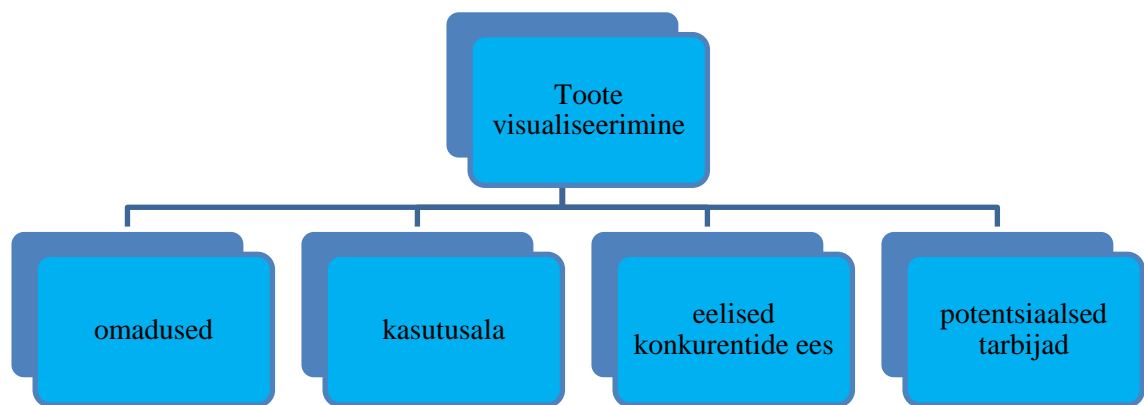 Toote
visualiseerimine
omadused
kasutusala
eelised
konkurentide ees
potentsiaalsed
tarbijad